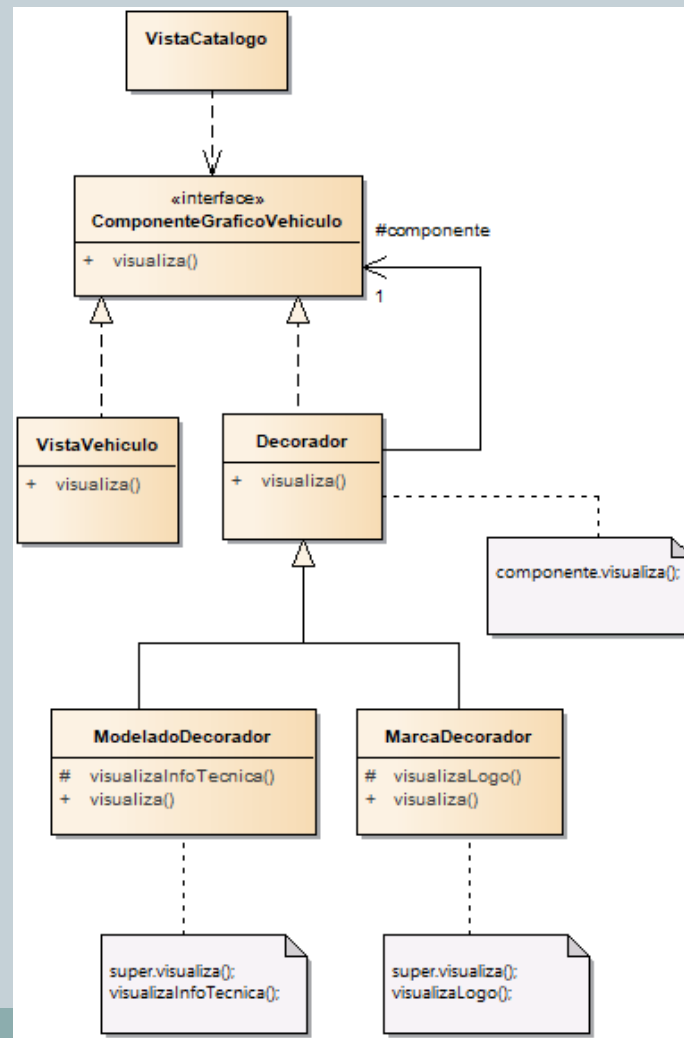 VistaCatalogo
«interface»
ComponenteGraficoVehiculo
+ visualiza()
#componente
1
VistaVehiculo
+ visualiza()
Decorador
+ visualiza()
componente.visualiza();
ModeladoDecorador
# visualizaInfoTecnica()
+ visualiza()
MarcaDecorador
# visualizaLogo()
+ visualiza()
super.visualiza();
visualizaInfoTecnica();
super.visualiza();
visualizaLogo();